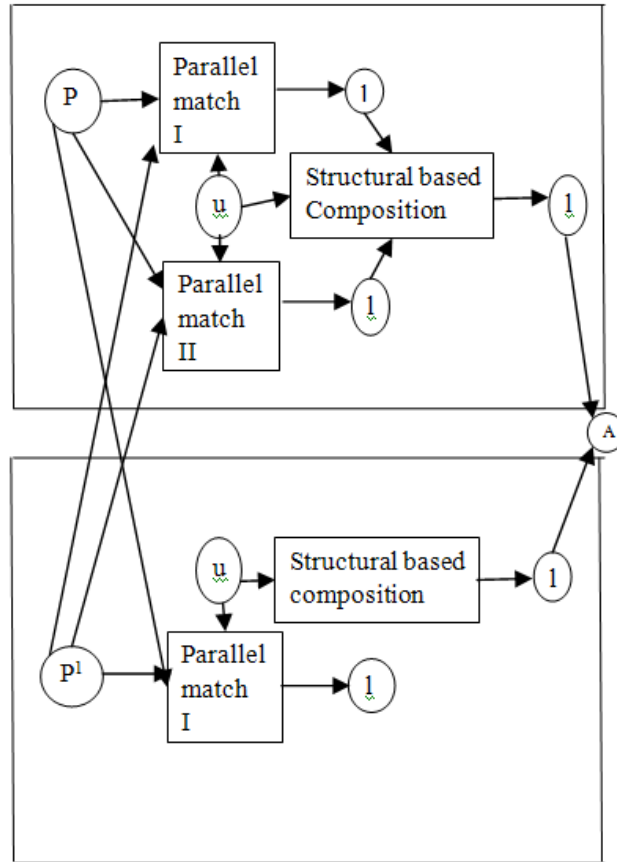 P
Parallel
match
I
1
u
Structural based
Composition
1
Parallel
match
II
1
A
u
Structural based
composition
1
P¹
Parallel
match
I
1